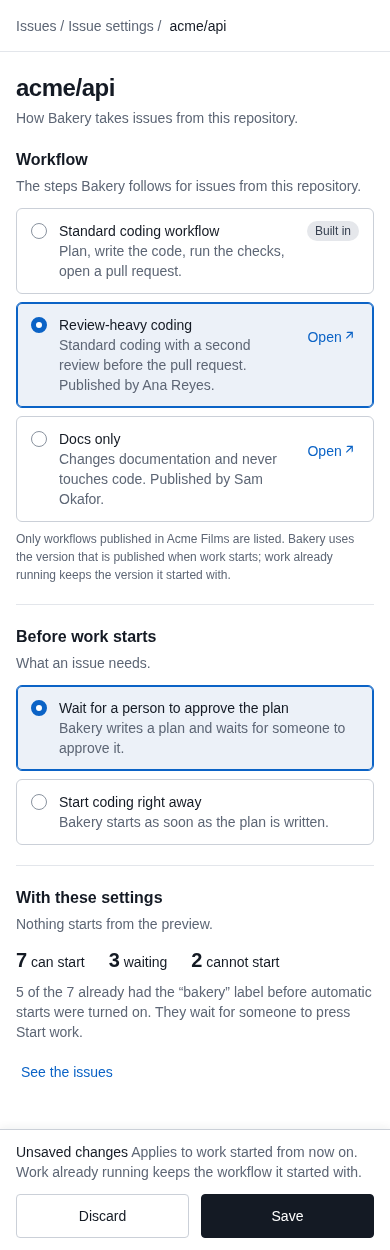 Issues / Issue settings / acme/api
acme/api
How Bakery takes issues from this repository.
Workflow
The steps Bakery follows for issues from this repository.
Standard coding workflow
Built in
Plan, write the code, run the checks,
open a pull request.
Review-heavy coding
Standard coding with a second
Open
review before the pull request.
Published by Ana Reyes.
Docs only
Changes documentation and never
Open
touches code. Published by Sam
Okafor.
Only workflows published in Acme Films are listed. Bakery uses
the version that is published when work starts; work already
running keeps the version it started with.
Before work starts
What an issue needs.
Wait for a person to approve the plan
Bakery writes a plan and waits for someone to
approve it.
Start coding right away
Bakery starts as soon as the plan is written.
With these settings
Nothing starts from the preview.
7 can start 3 waiting 2 cannot start
5 of the 7 already had the “bakery” label before automatic
starts were turned on. They wait for someone to press
Start work.
See the issues
Unsaved changes Applies to work started from now on.
Work already running keeps the workflow it started with.
Discard
Save